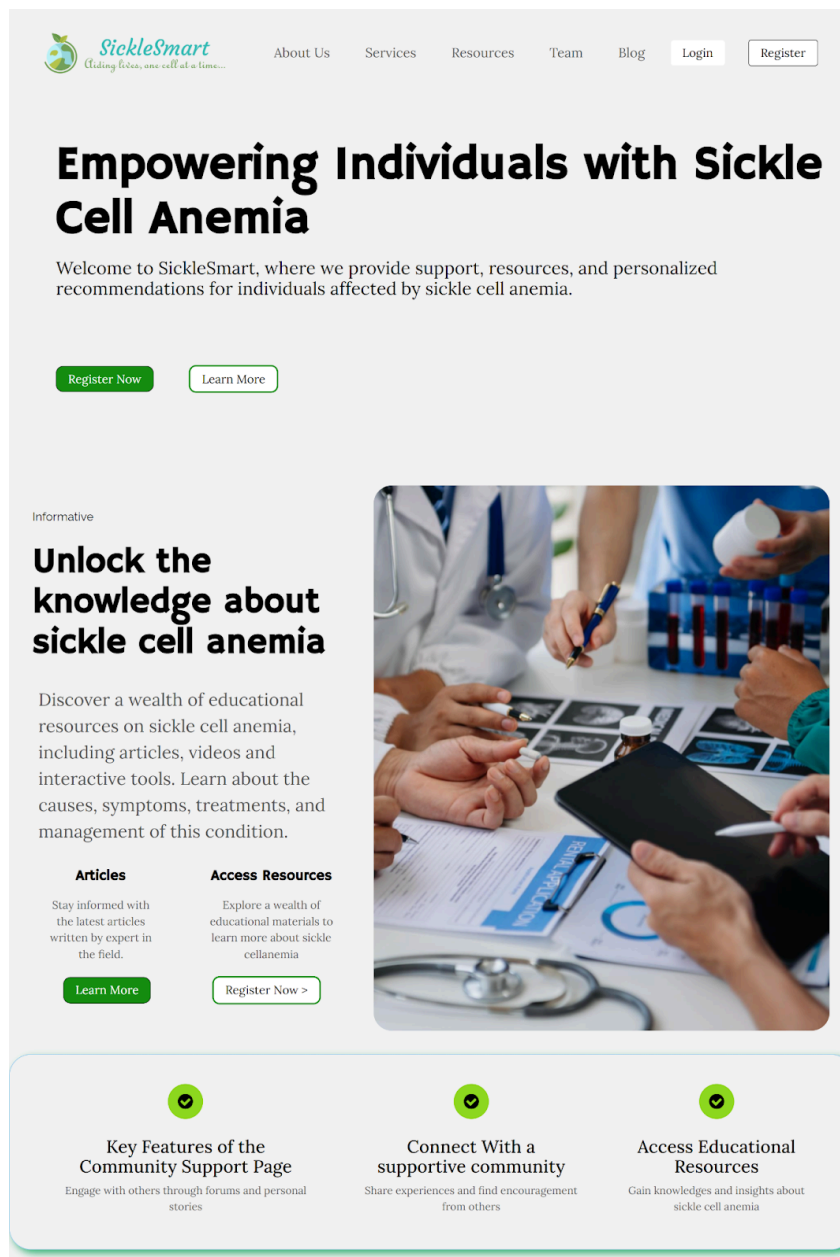 SickleSmart
Aiding lives, one cell at a time...
About Us
Services
Resources
Team
Blog
Login
Register
Empowering Individuals with Sickle
Cell Anemia
Welcome to SickleSmart, where we provide support, resources, and personalized
recommendations for individuals affected by sickle cell anemia.
Register Now
Learn More
Informative
Unlock the
knowledge about
sickle cell anemia
Discover a wealth of educational
resources on sickle cell anemia,
including articles, videos and
interactive tools. Learn about the
causes, symptoms, treatments, and
management of this condition.
Articles
Stay informed with
the latest articles
written by expert in
the field.
Learn More
Access Resources
Explore a wealth of
educational materials to
learn more about sickle
cellanemia
Register Now >
RENTAL APPLICATION
Key Features of the
Community Support Page
Engage with others through forums and personal
stories
Connect With a
supportive community
Share experiences and find encouragement
from others
Access Educational
Resources
Gain knowledges and insights about
sickle cell anemia